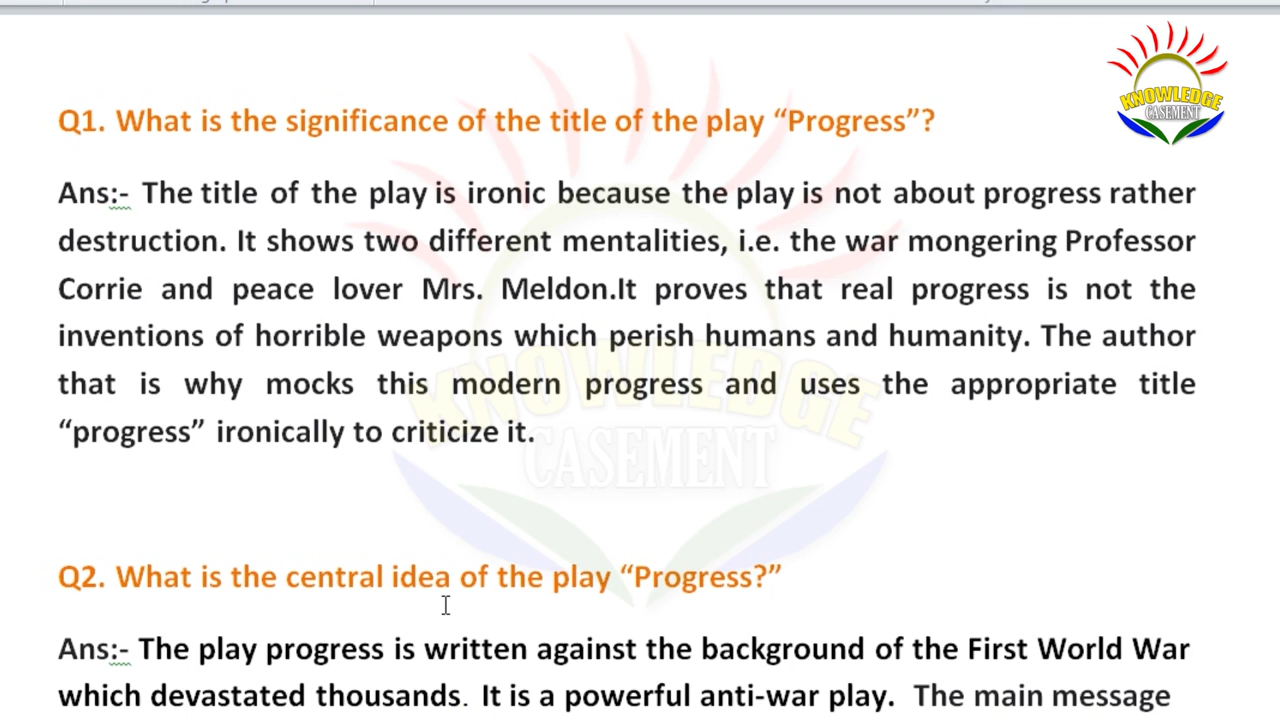 KNOWLEDGE
CASEMENT
Q1. What is the significance of the title of the play “Progress”?
Ans:- The title of the play is ironic because the play is not about progress rather
destruction. It shows two different mentalities, i.e. the war mongering Professor
Corrie and peace lover Mrs. Meldon.It proves that real progress is not the
inventions of horrible weapons which perish humans and humanity. The author
that is why mocks this modern progress and uses the appropriate title
“progress” ironically to criticize it.
KNOWLEDGE
CASEMENT
Q2. What is the central idea of the play “Progress?”
Ans:- The play progress is written against the background of the First World War
which devastated thousands. It is a powerful anti-war play. The main message